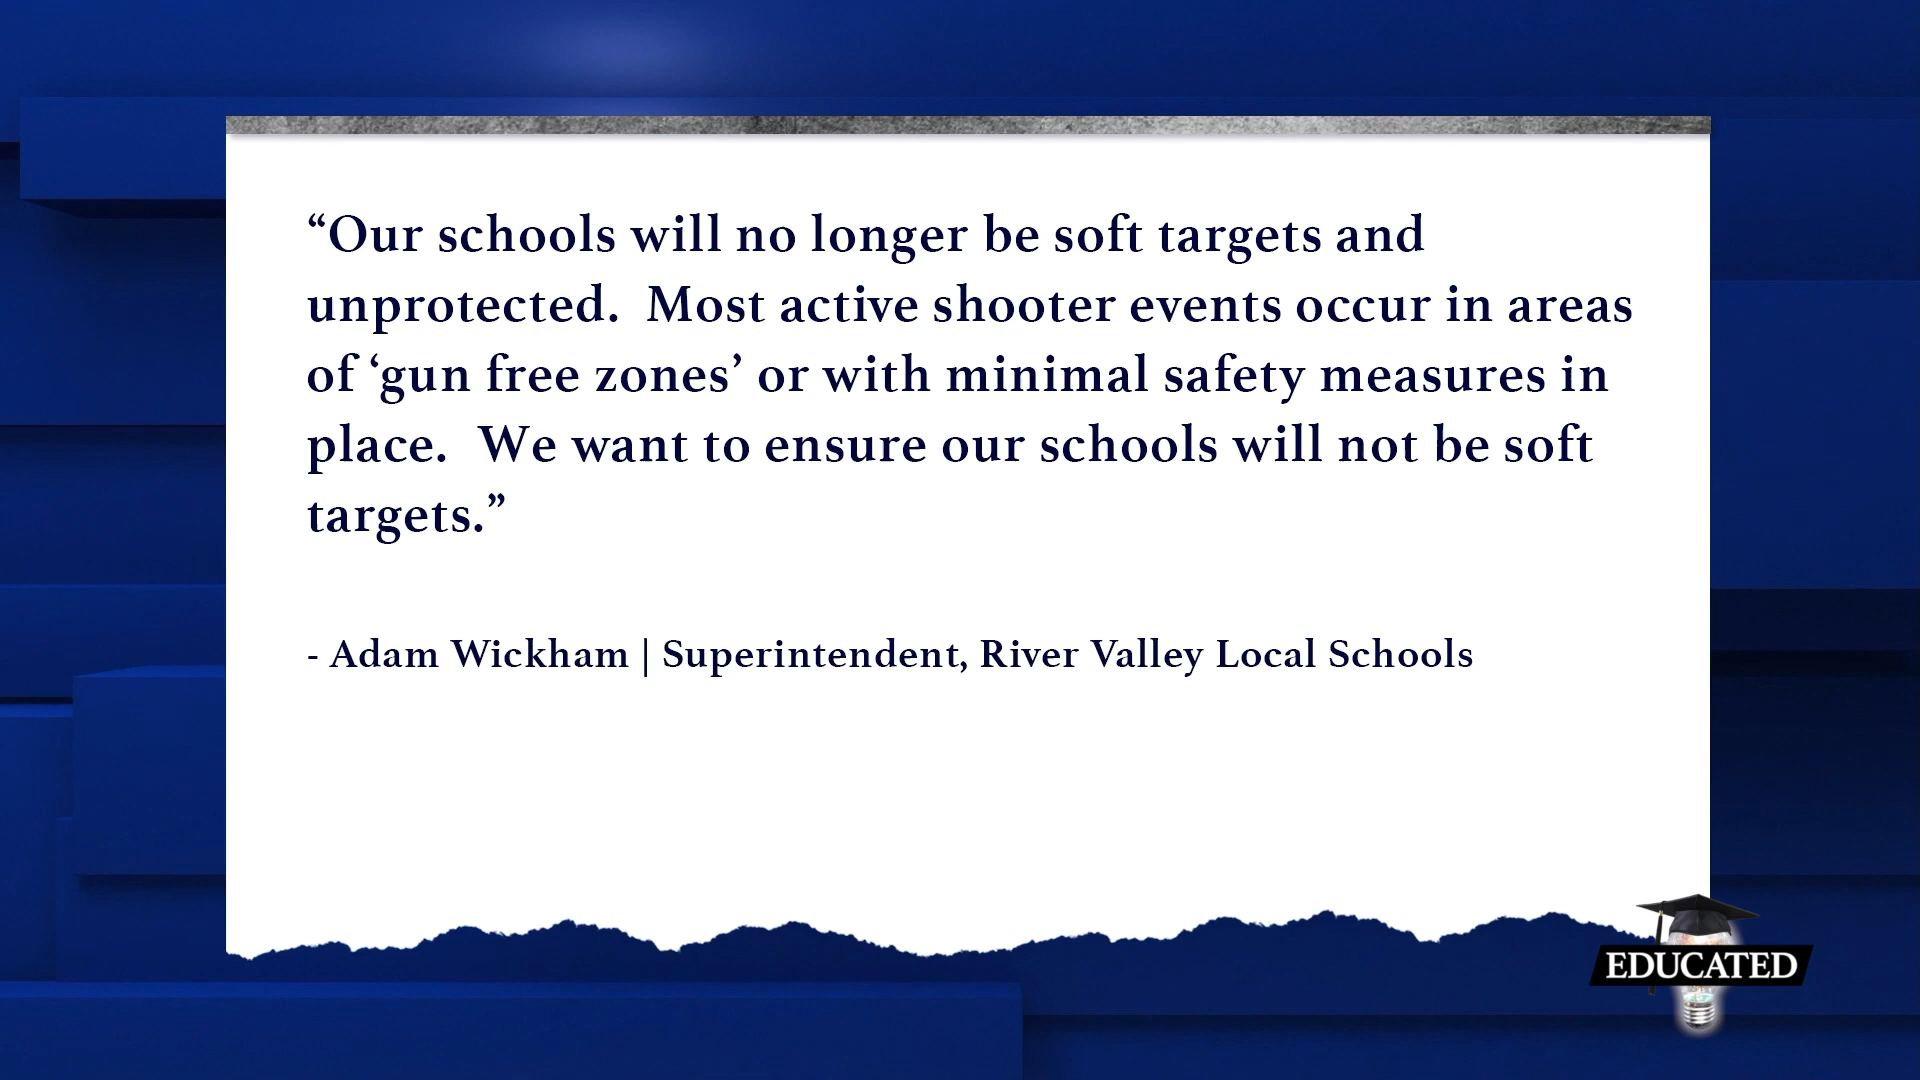 “Our schools will no longer be soft targets and
unprotected.  Most active shooter events occur in areas
of ‘gun free zones’ or with minimal safety measures in
place.  We want to ensure our schools will not be soft
targets.”
- Adam Wickham | Superintendent, River Valley Local Schools
EDUCATED